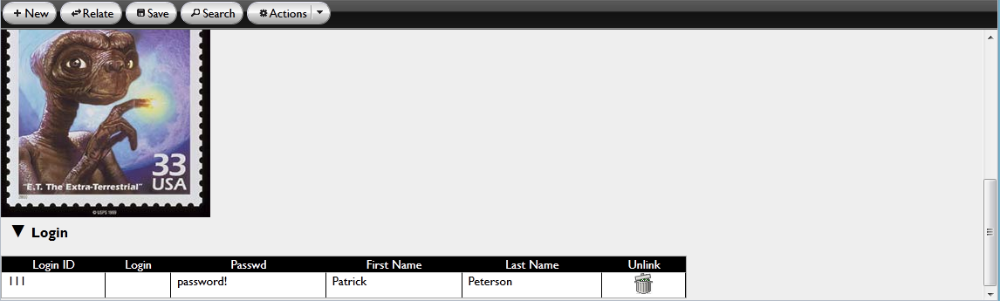 New Relate Save Search Actions
33
USA
"E.T. The Extra-Terrestrial"
© USPS 1999
Login
Login ID Login Passwd First Name Last Name Unlink
111 password! Patrick Peterson